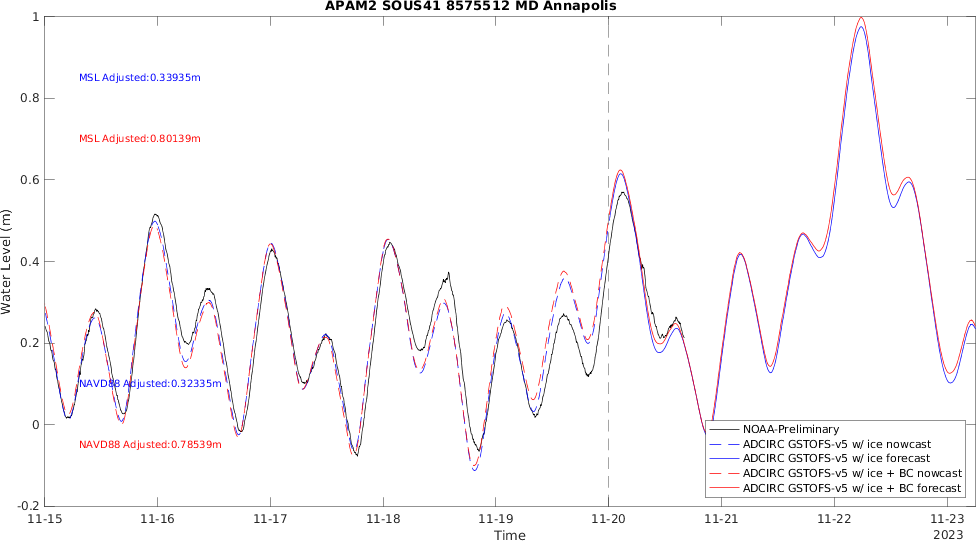 APAM2 SOUS41 8575512 MD Annapolis
1
MSL Adjusted:0.33935m
0.8
MSL Adjusted:0.80139m
0.6
Water Level (m)
0.4
0.2
NAVD88 Adjusted:0.32335m
0
NAVD88 Adjusted:0.78539m
NOAA-Preliminary
ADCIRC GSTOFS-v5 w/ ice nowcast
ADCIRC GSTOFS-v5 w/ ice forecast
ADCIRC GSTOFS-v5 w/ ice + BC nowcast
ADCIRC GSTOFS-v5 w/ ice + BC forecast
-0.2
11-15 11-16 11-17 11-18 11-19 11-20 11-21 11-22 11-23
Time 2023